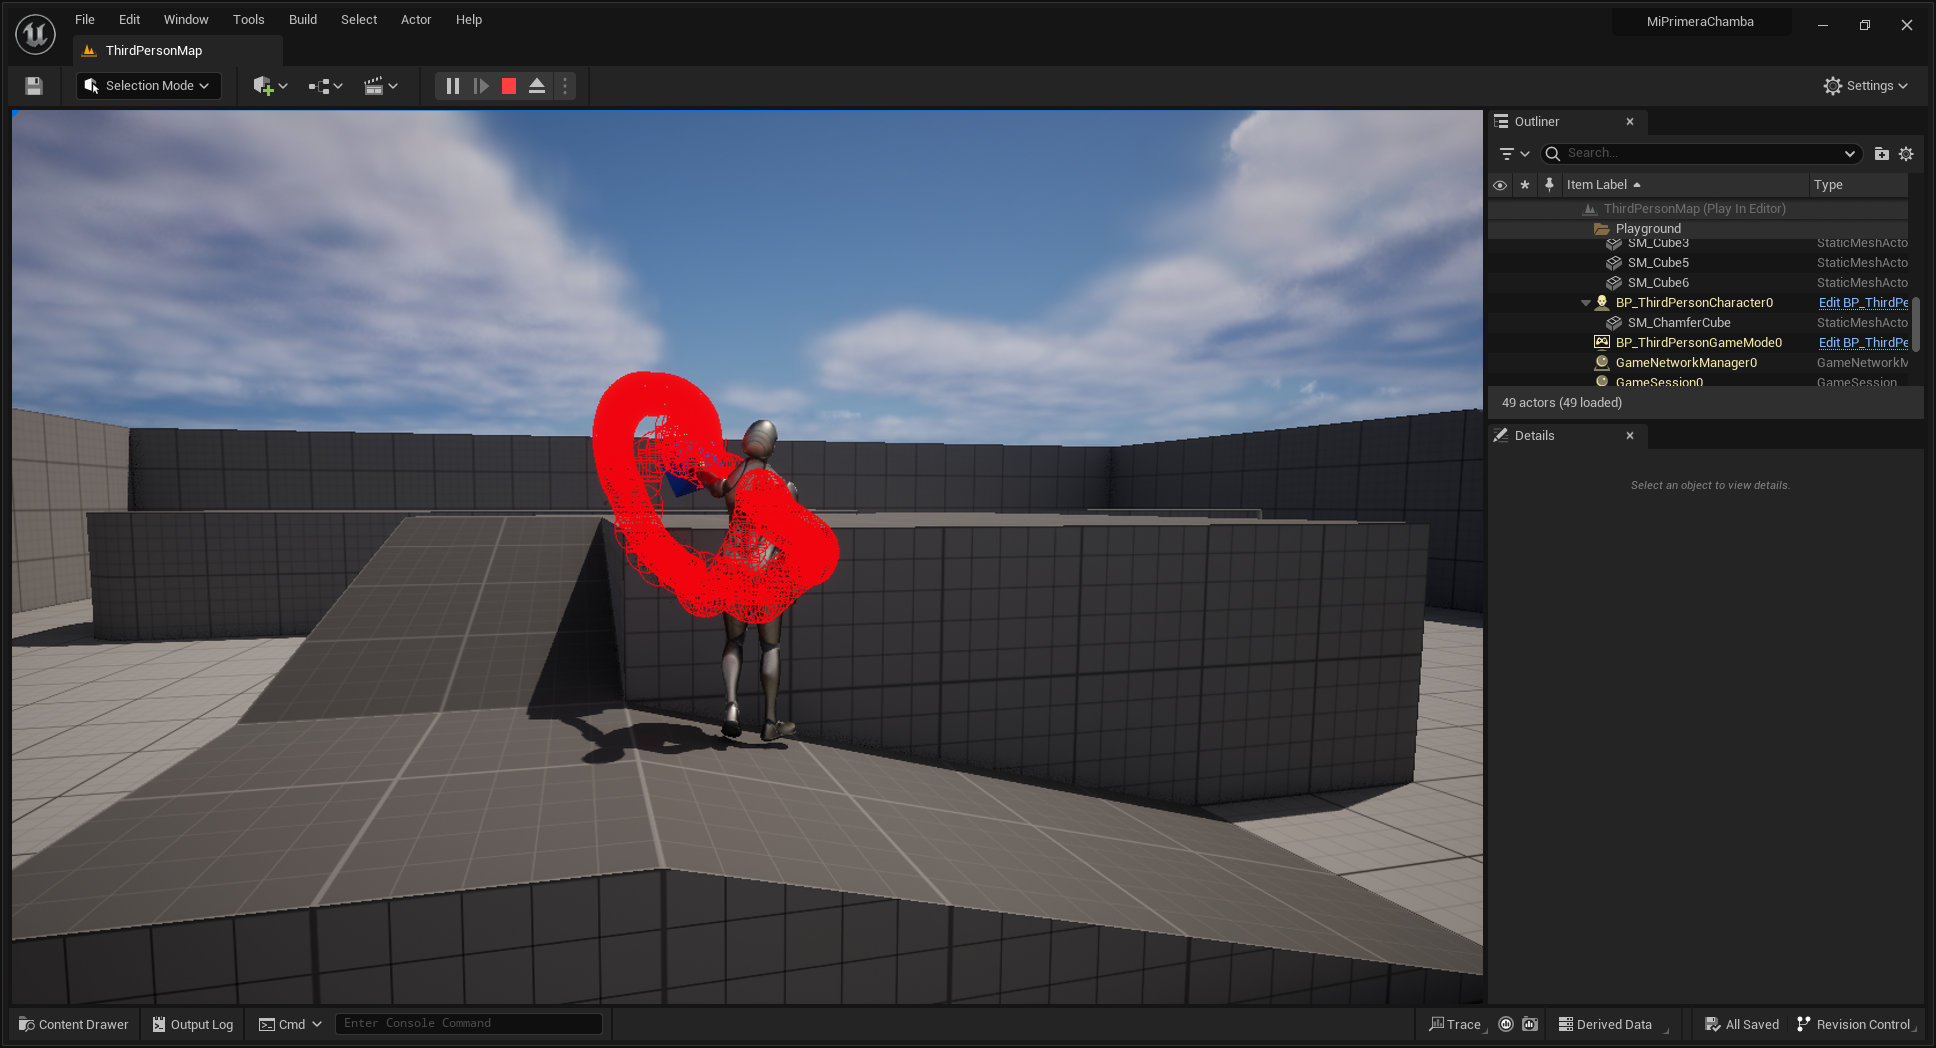 File Edit Window Tools Build Select Actor Help
MiPrimeraChamba
ThirdPersonMap
Selection Mode
Settings
Outliner
Search...
Item Label Type
ThirdPersonMap (Play In Editor)
Playground
SM_Cube3 StaticMeshActo
SM_Cube5 StaticMeshActo
SM_Cube6 StaticMeshActo
BP_ThirdPersonCharacter0 Edit BP_ThirdPe
SM_ChamferCube StaticMeshActo
BP_ThirdPersonGameMode0 Edit BP_ThirdPe
GameNetworkManager0 GameNetworkM
GameSession0 GameSession
49 actors (49 loaded)
Details
Select an object to view details.
Content Drawer Output Log Cmd Enter Console Command Trace Derived Data All Saved Revision Control